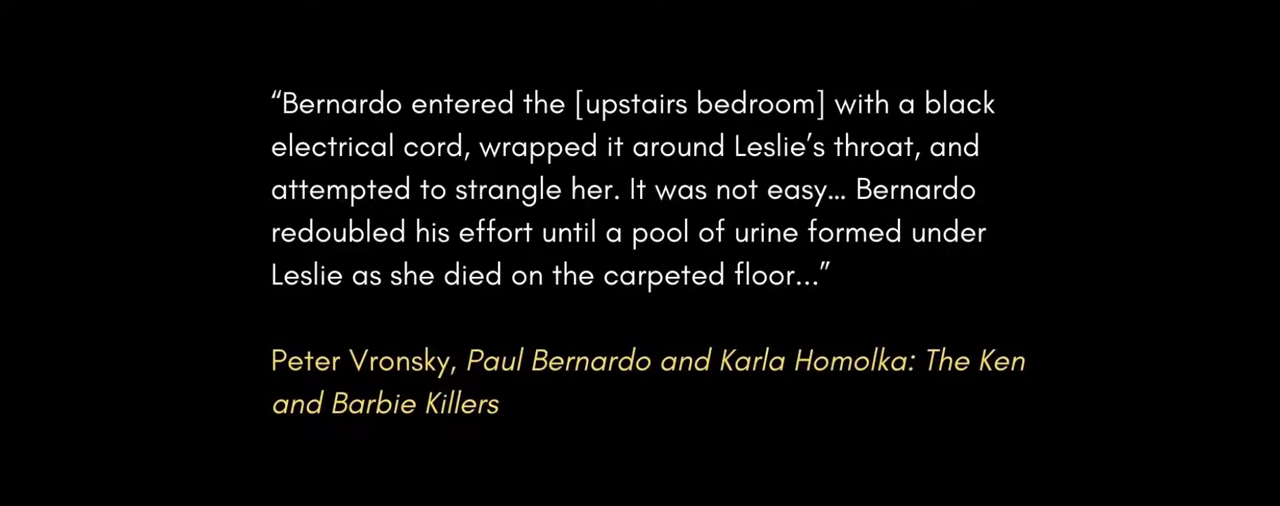 “Bernardo entered the [upstairs bedroom] with a black
electrical cord, wrapped it around Leslie’s throat, and
attempted to strangle her. It was not easy... Bernardo
redoubled his effort until a pool of urine formed under
Leslie as she died on the carpeted floor...”
Peter Vronsky, Paul Bernardo and Karla Homolka: The Ken
and Barbie Killers